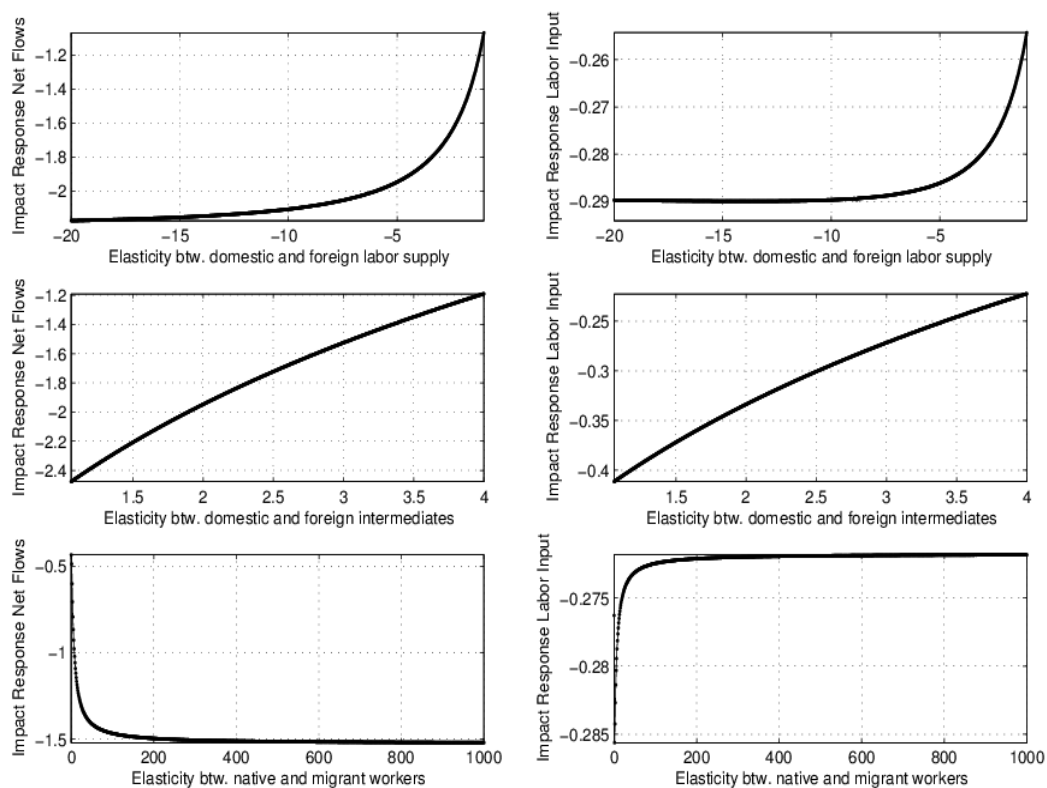 Impact Response Net Flows
−1.2
−1.4
−1.6
−1.8
−2
−20 −15 −10 −5
Elasticity btw. domestic and foreign labor supply
Impact Response Labor Input
−0.26
−0.27
−0.28
−0.29
−20 −15 −10 −5
Elasticity btw. domestic and foreign labor supply
Impact Response Net Flows
−1.2
−1.4
−1.6
−1.8
−2
−2.2
−2.4
1.5 2 2.5 3 3.5 4
Elasticity btw. domestic and foreign intermediates
Impact Response Labor Input
−0.25
−0.3
−0.35
−0.4
1.5 2 2.5 3 3.5 4
Elasticity btw. domestic and foreign intermediates
Impact Response Net Flows
−0.5
−1
−1.5
0 200 400 600 800 1000
Elasticity btw. native and migrant workers
Impact Response Labor Input
−0.275
−0.28
−0.285
0 200 400 600 800 1000
Elasticity btw. native and migrant workers